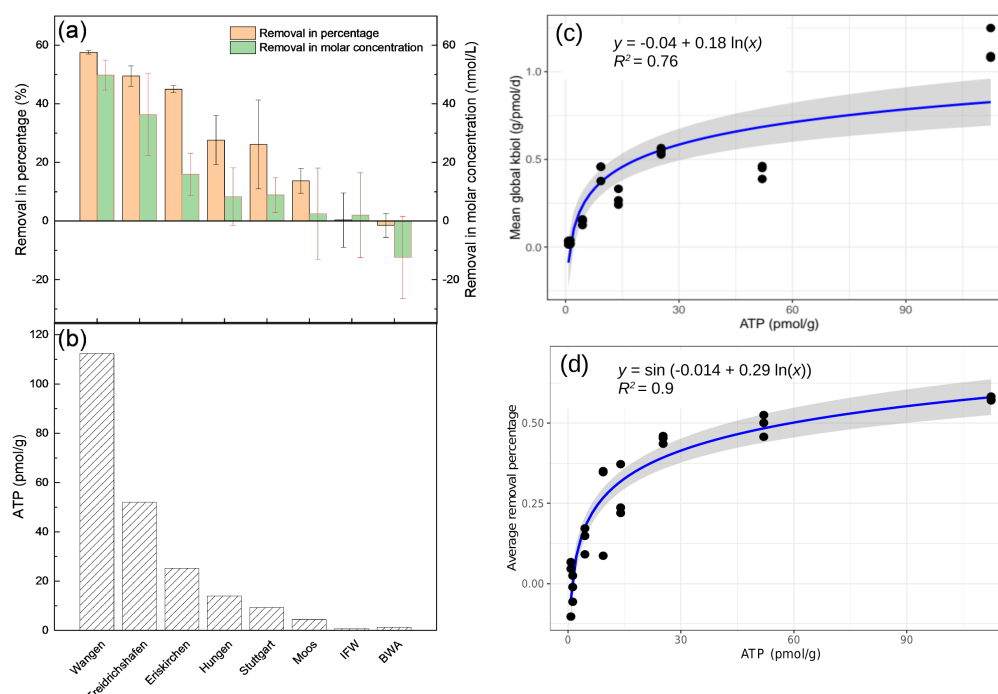 (a)
Removal in percentage
Removal in molar concentration
60
40
20
0
-20
Removal in percentage (%)
60
40
20
0
-20
Removal in molar concentration (nmol/L)
(b)
120
100
80
60
40
20
0
ATP (pmol/g)
Wangen
Freidrichshafen
Eriskirchen
Hungen
Stuttgart
Moos
IFW
BWA
(c)
y = -0.04 + 0.18 ln(x)
R² = 0.76
1.0
0.5
0.0
Mean global kbiol (g/pmol/d)
0
30
60
90
ATP (pmol/g)
(d)
y = sin (-0.014 + 0.29 ln(x))
R² = 0.9
0.50
0.25
0.00
Average removal percentage
0
30
60
90
ATP (pmol/g)